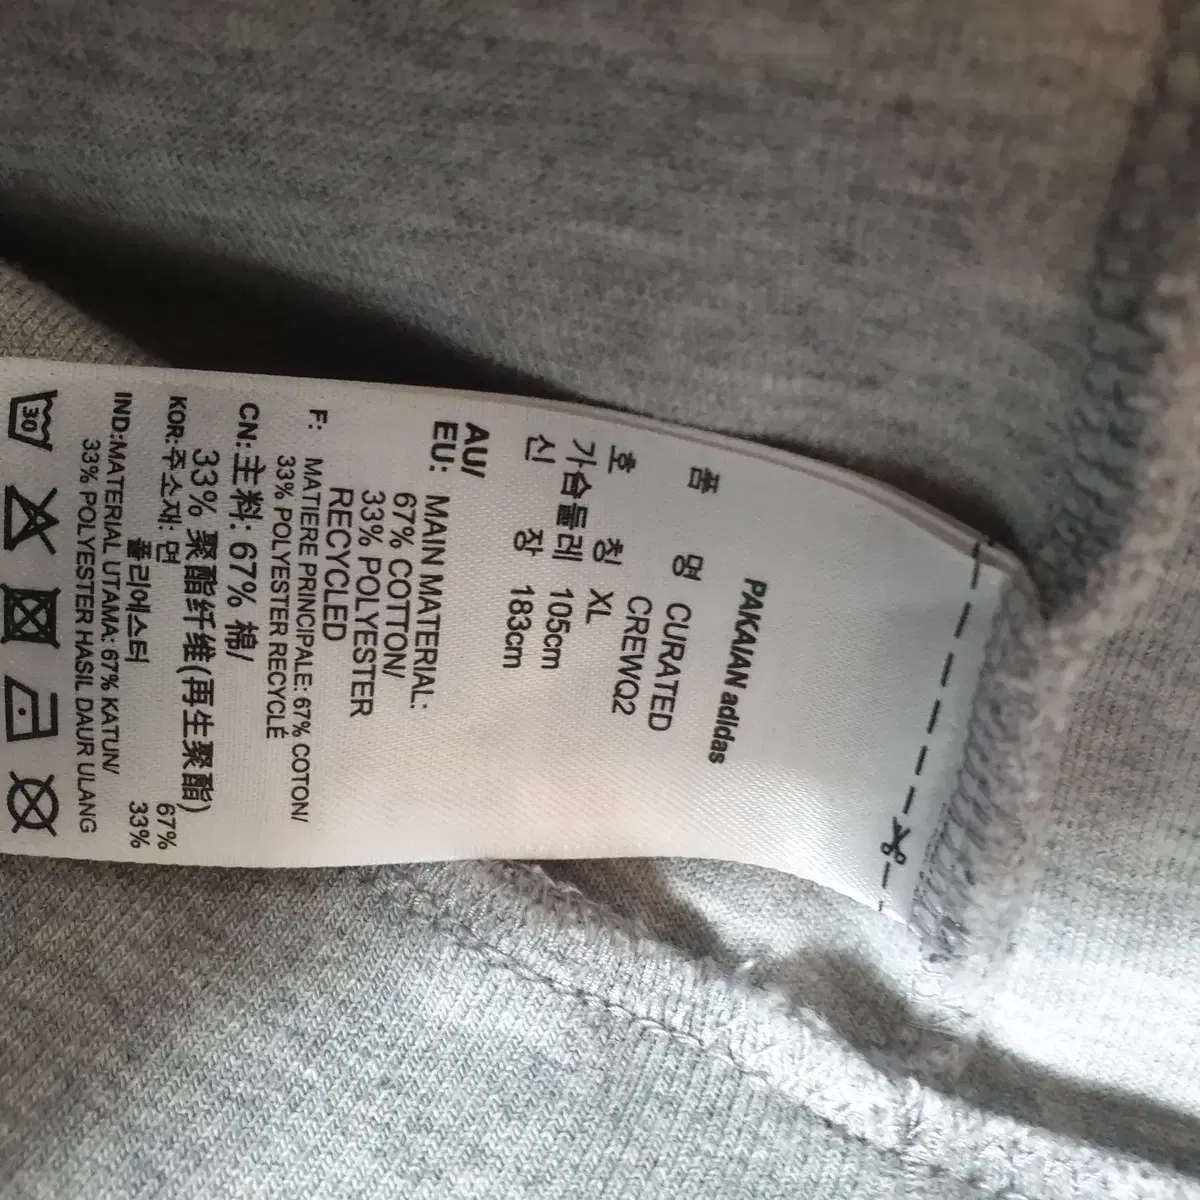 PAKAIAN adidas
품 명 CURATED
CREWQ2
호 칭 XL
가슴둘레 105cm
신 장 183cm
AU/
EU: MAIN MATERIAL:
67% COTTON/
33% POLYESTER
RECYCLED
F: MATIERE PRINCIPALE: 67% COTON/
33% POLYESTER RECYCLÉ
CN:主料: 67% 棉/
33% 聚酯纤维(再生聚酯)
KOR:주소재: 면 67%
폴리에스터 33%
IND:MATERIAL UTAMA: 67% KATUN/
33% POLYESTER HASIL DAUR ULANG
30